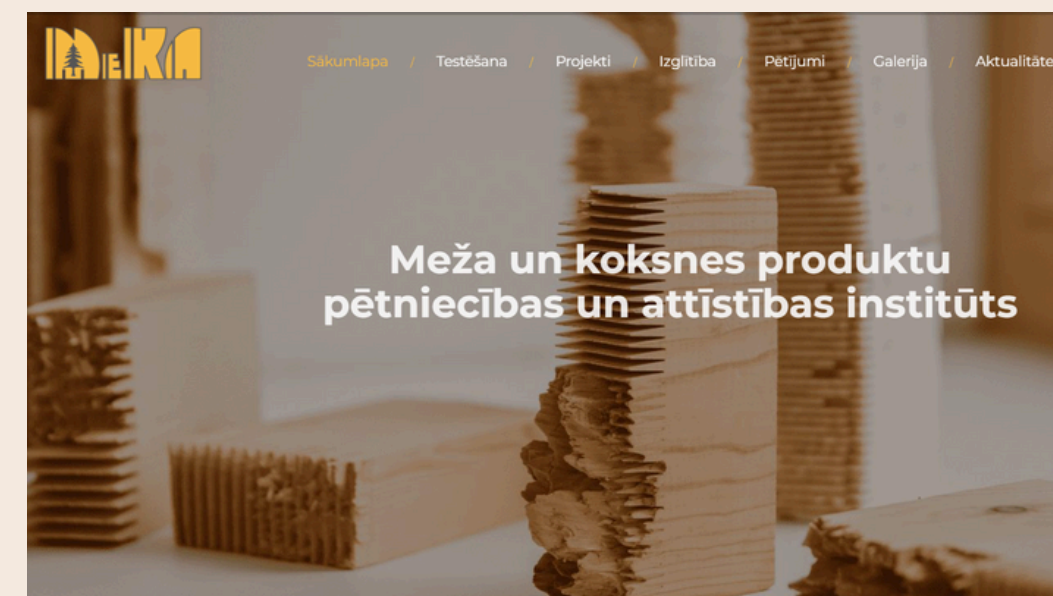 MeKA
Sākumlapa / Testēšana / Projekti / Izglītība / Pētījumi / Galerija / Aktualitāte
Meža un koksnes produktu
pētniecības un attīstības institūts